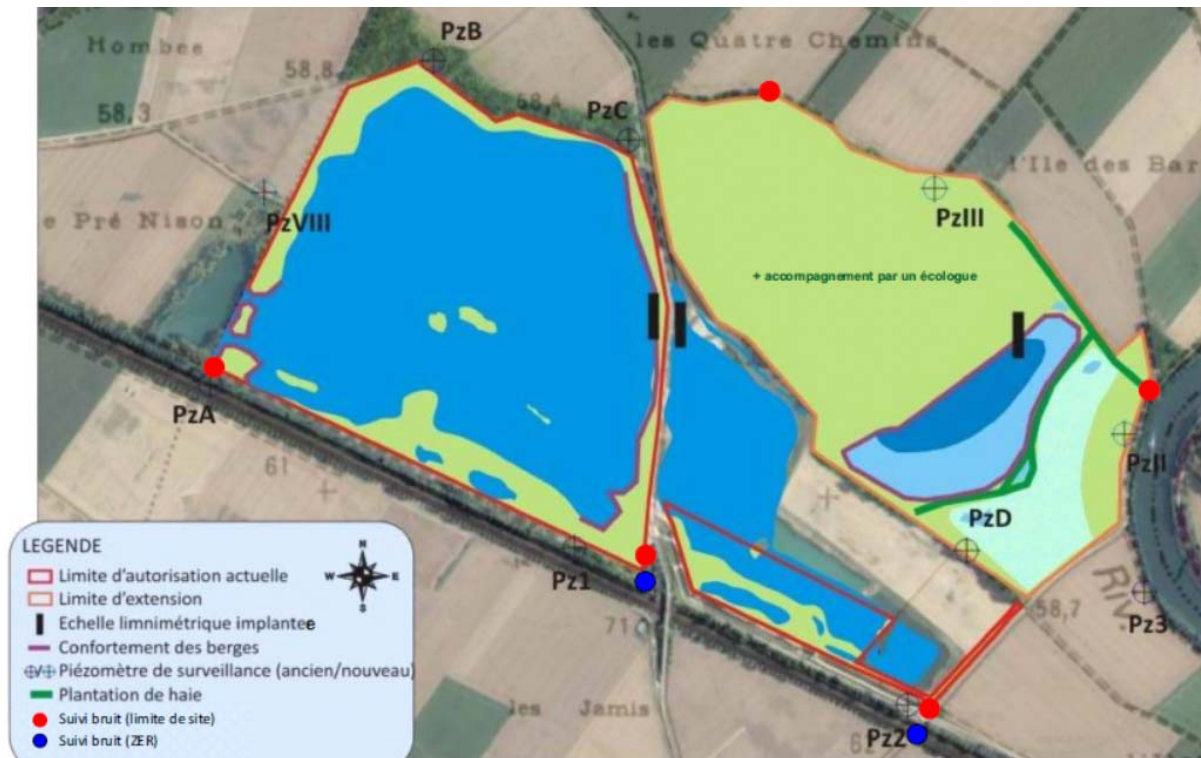 Hombee
PzB
les Quatre Chemins
58,8
58,3
58,4
PzC
l'Ile des Bar
e Pré Nison
PzVIII
PzIII
+ accompagnement par un écologue
PzA
61
PzII
PzD
58,7
RIV.
Pz3
Pz1
71
les Jamis
Pz2
62
LEGENDE
N
W E
S
Limite d'autorisation actuelle
Limite d'extension
Echelle limnimétrique implantée
Confortement des berges
Piézomètre de surveillance (ancien/nouveau)
Plantation de haie
Suivi bruit (limite de site)
Suivi bruit (ZER)